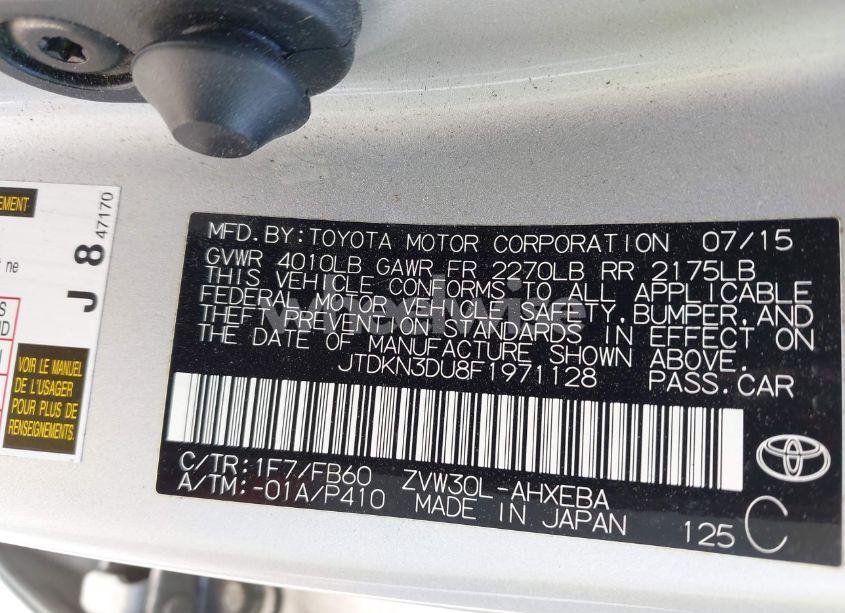 EMENT
J 8
47170
t ne
S
ND
VOIR LE MANUEL
DE L'USAGER
POUR PLUS DE
RENSEIGNEMENTS.
MFD. BY: TOYOTA MOTOR CORPORATION 07/15
GVWR 4010LB GAWR FR 2270LB RR 2175LB
THIS VEHICLE CONFORMS TO ALL APPLICABLE
FEDERAL MOTOR VEHICLE SAFETY, BUMPER, AND
THEFT PREVENTION STANDARDS IN EFFECT ON
THE DATE OF MANUFACTURE SHOWN ABOVE.
JTDKN3DU8F1971128 PASS. CAR
C/TR: 1F7/FB60 ZVW30L-AHXEBA
A/TM: -01A/P410 MADE IN JAPAN 125 C